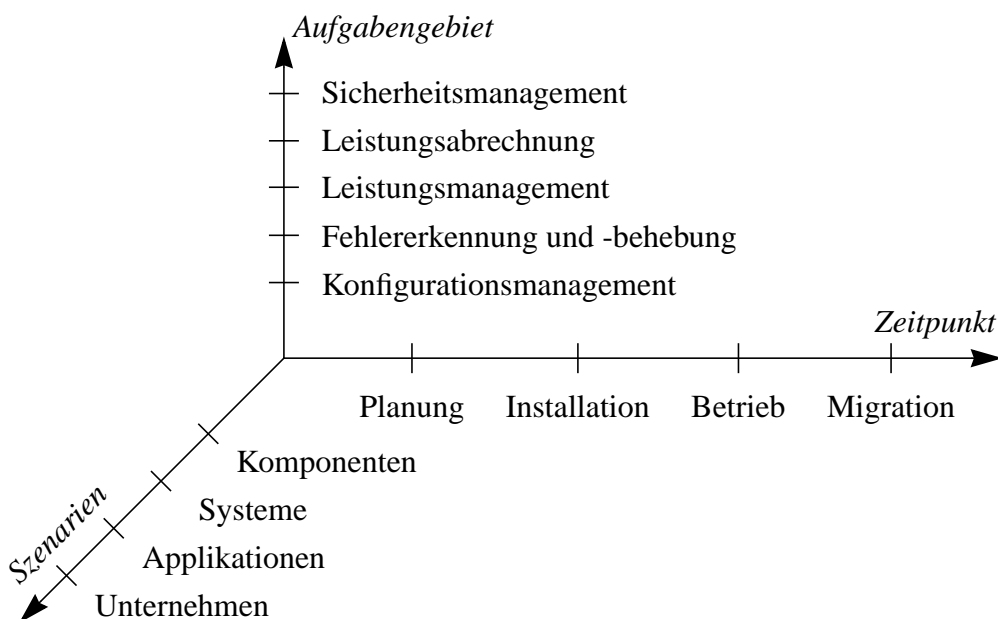 Aufgabengebiet
Sicherheitsmanagement
Leistungsabrechnung
Leistungsmanagement
Fehlererkennung und -behebung
Konfigurationsmanagement
Zeitpunkt
Planung Installation Betrieb Migration
Komponenten
Systeme
Applikationen
Unternehmen
Szenarien